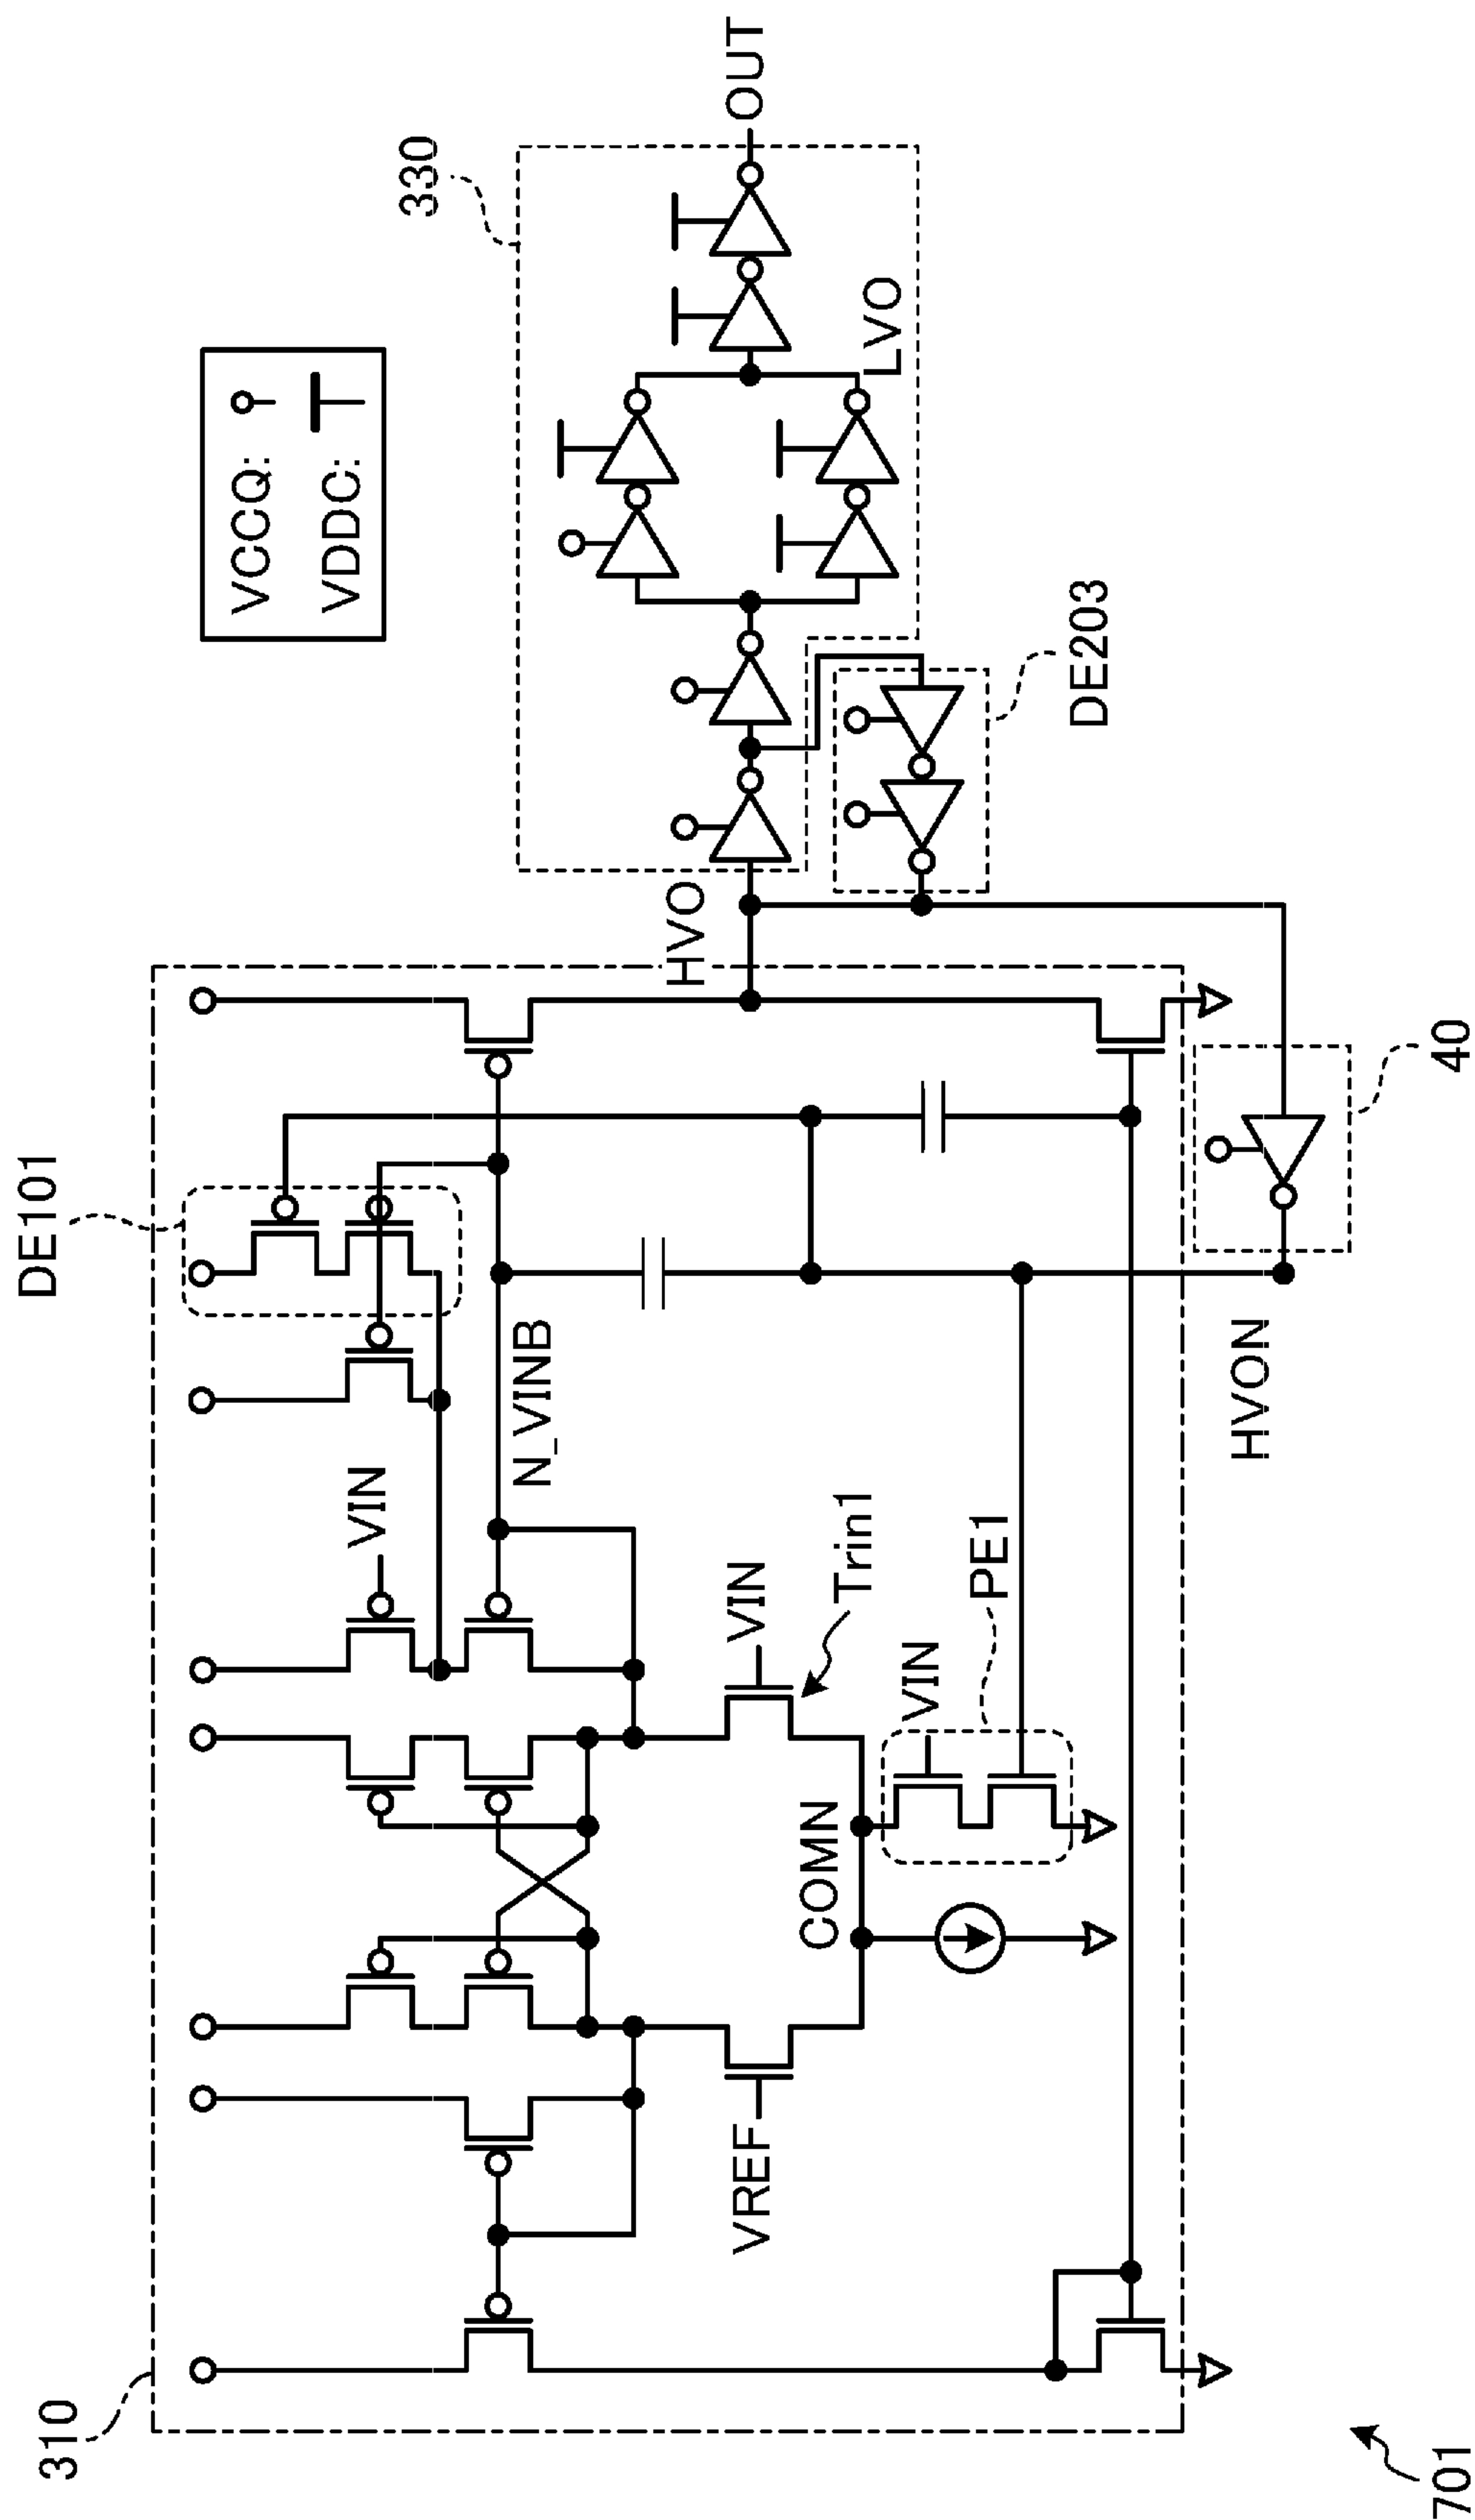 310
DE101
VCCQ:
VDDC:
330
OUT
VIN
N_VINB
HVO
LVO
VREF
VIN
Trin1
COMN
VIN
PE1
DE203
HVON
40
701